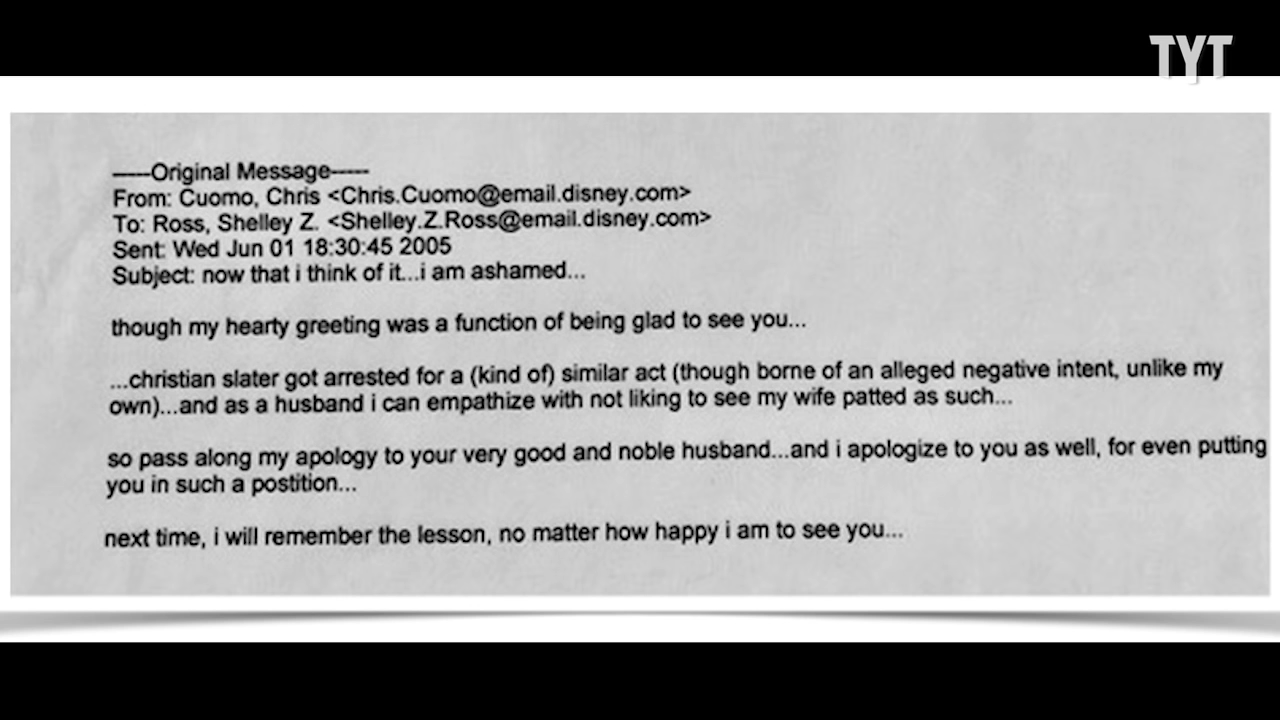 TYT
-----Original Message-----
From: Cuomo, Chris <Chris.Cuomo@email.disney.com>
To: Ross, Shelley Z. <Shelley.Z.Ross@email.disney.com>
Sent: Wed Jun 01 18:30:45 2005
Subject: now that i think of it...i am ashamed...
though my hearty greeting was a function of being glad to see you...
...christian slater got arrested for a (kind of) similar act (though borne of an alleged negative intent, unlike my
own)...and as a husband i can empathize with not liking to see my wife patted as such...
so pass along my apology to your very good and noble husband...and i apologize to you as well, for even putting
you in such a postition...
next time, i will remember the lesson, no matter how happy i am to see you...